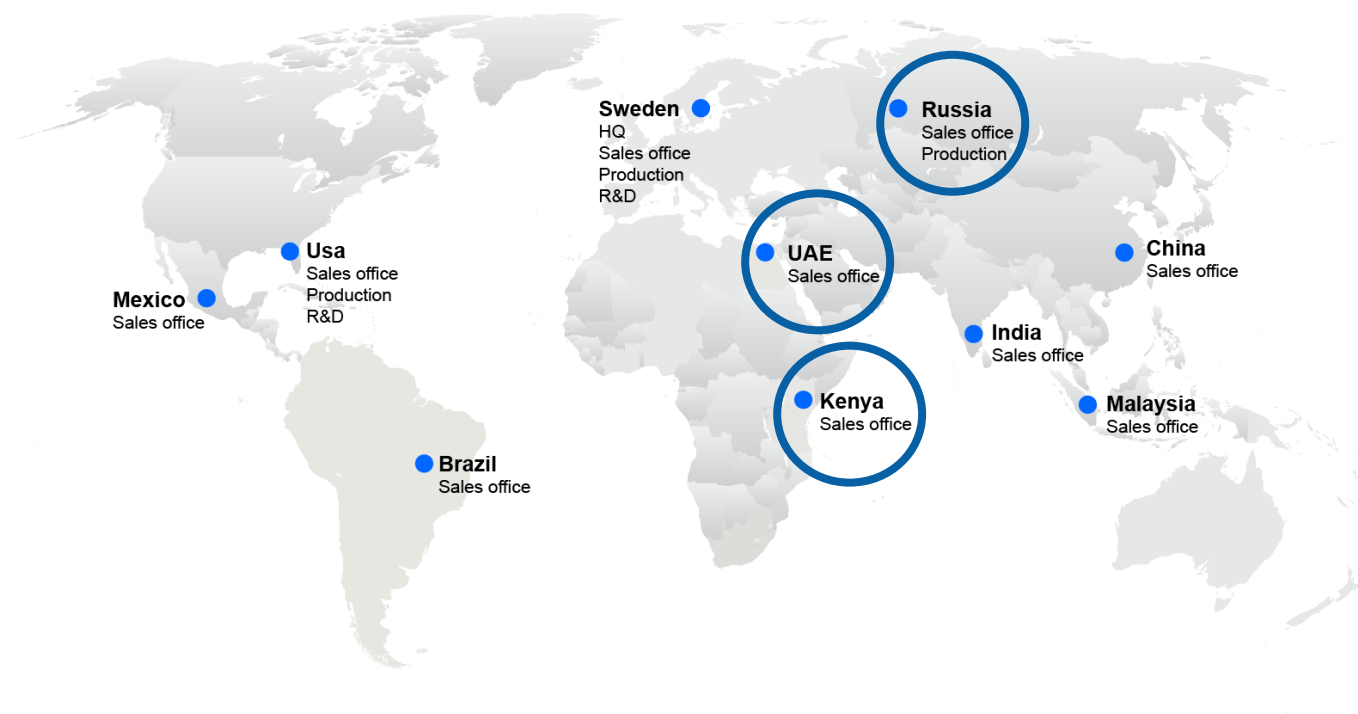 Sweden
HQ
Sales office
Production
R&D
Russia
Sales office
Production
Usa
Sales office
Production
R&D
UAE
Sales office
China
Sales office
Mexico
Sales office
India
Sales office
Kenya
Sales office
Malaysia
Sales office
Brazil
Sales office